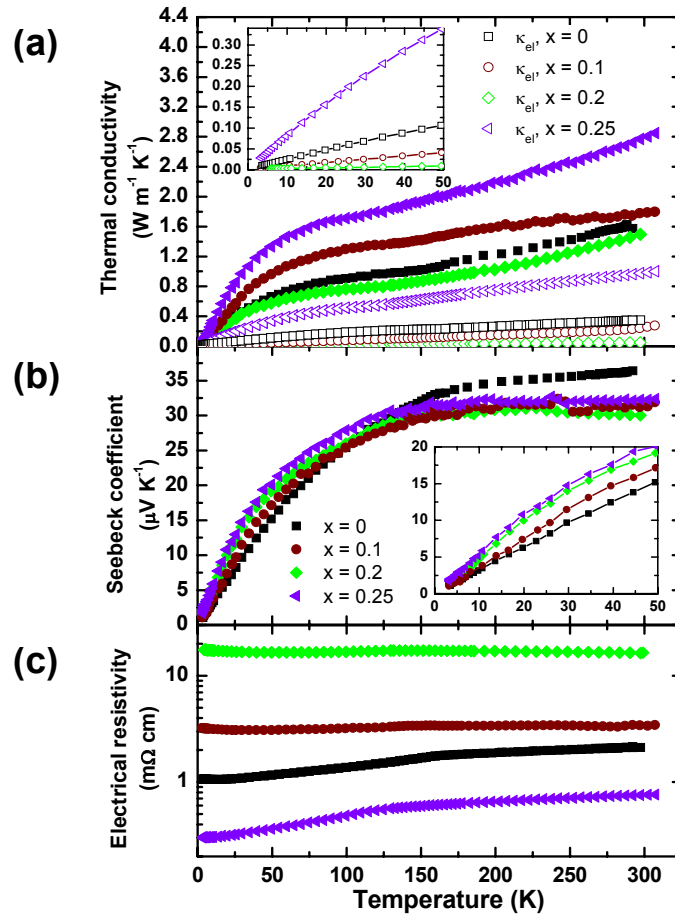 (a)
Thermal conductivity
(W m⁻¹ K⁻¹)
4.4
4.0
3.6
3.2
2.8
2.4
2.0
1.6
1.2
0.8
0.4
0.0
0.35
0.30
0.25
0.20
0.15
0.10
0.05
0.00
0 10 20 30 40 50
κel, x = 0
κel, x = 0.1
κel, x = 0.2
κel, x = 0.25
(b)
Seebeck coefficient
(μV K⁻¹)
35
30
25
20
15
10
5
0
x = 0
x = 0.1
x = 0.2
x = 0.25
20
15
10
5
0
0 10 20 30 40 50
(c)
Electrical resistivity
(mΩ cm)
10
1
0 50 100 150 200 250 300
Temperature (K)